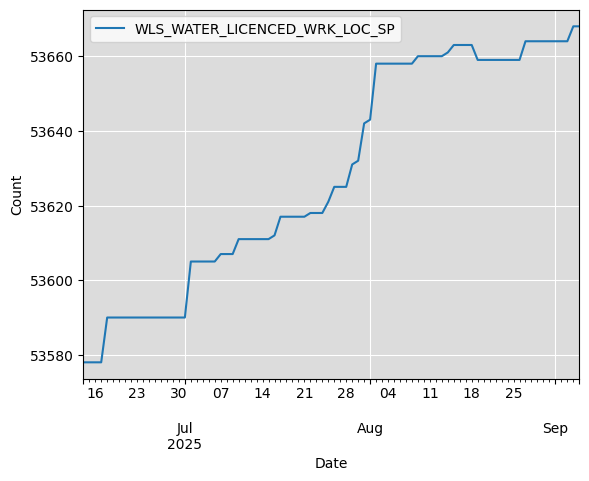 WLS_WATER_LICENCED_WRK_LOC_SP
53660
53640
53620
53600
53580
Count
16 23 30 07 14 21 28 04 11 18 25
Jul Aug Sep
2025
Date